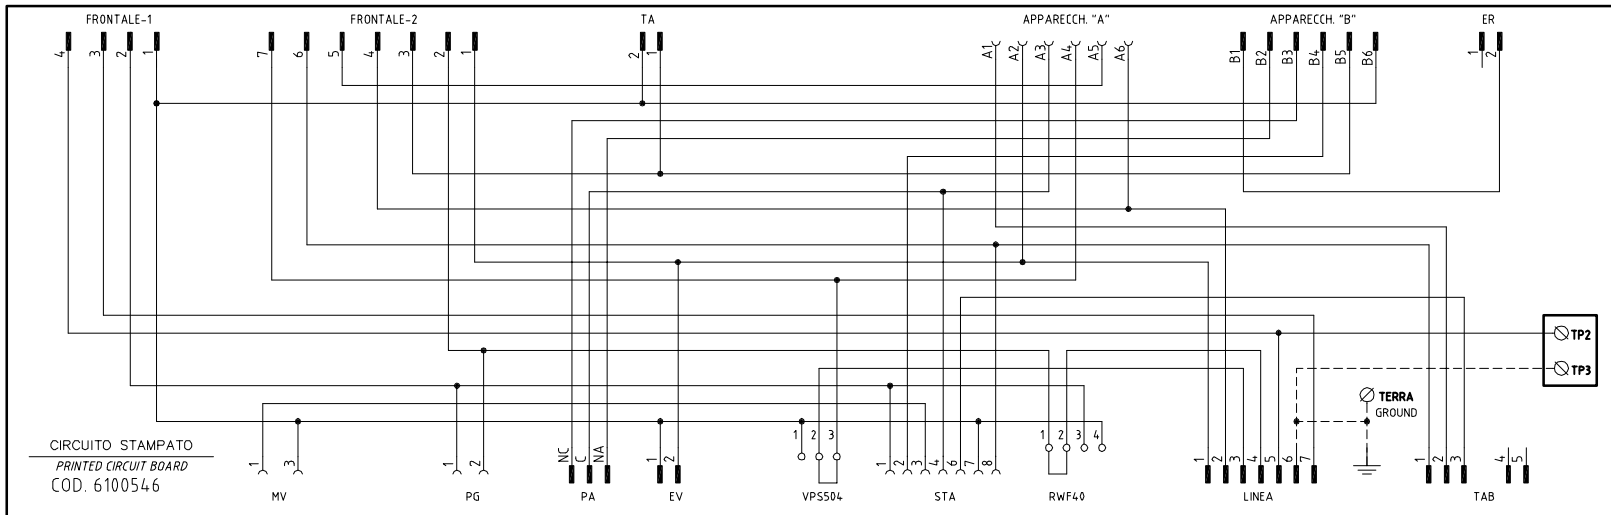 FRONTALE-1 FRONTALE-2 TA APPARECCH. "A" APPARECCH. "B" ER
4 3 2 1 7 6 5 4 3 2 1 2 1 A1 A2 A3 A4 A5 A6 B1 B2 B3 B4 B5 B6 1 2
TP2
TP3
TERRA
GROUND
CIRCUITO STAMPATO
PRINTED CIRCUIT BOARD
COD. 6100546
1 3 1 2 NC C NA 1 2 1 2 3 1 2 3 4 6 7 8 1 2 3 4 1 2 3 4 5 6 7 1 2 3 4 5
MV PG PA EV VPS504 STA RWF40 LINEA TAB